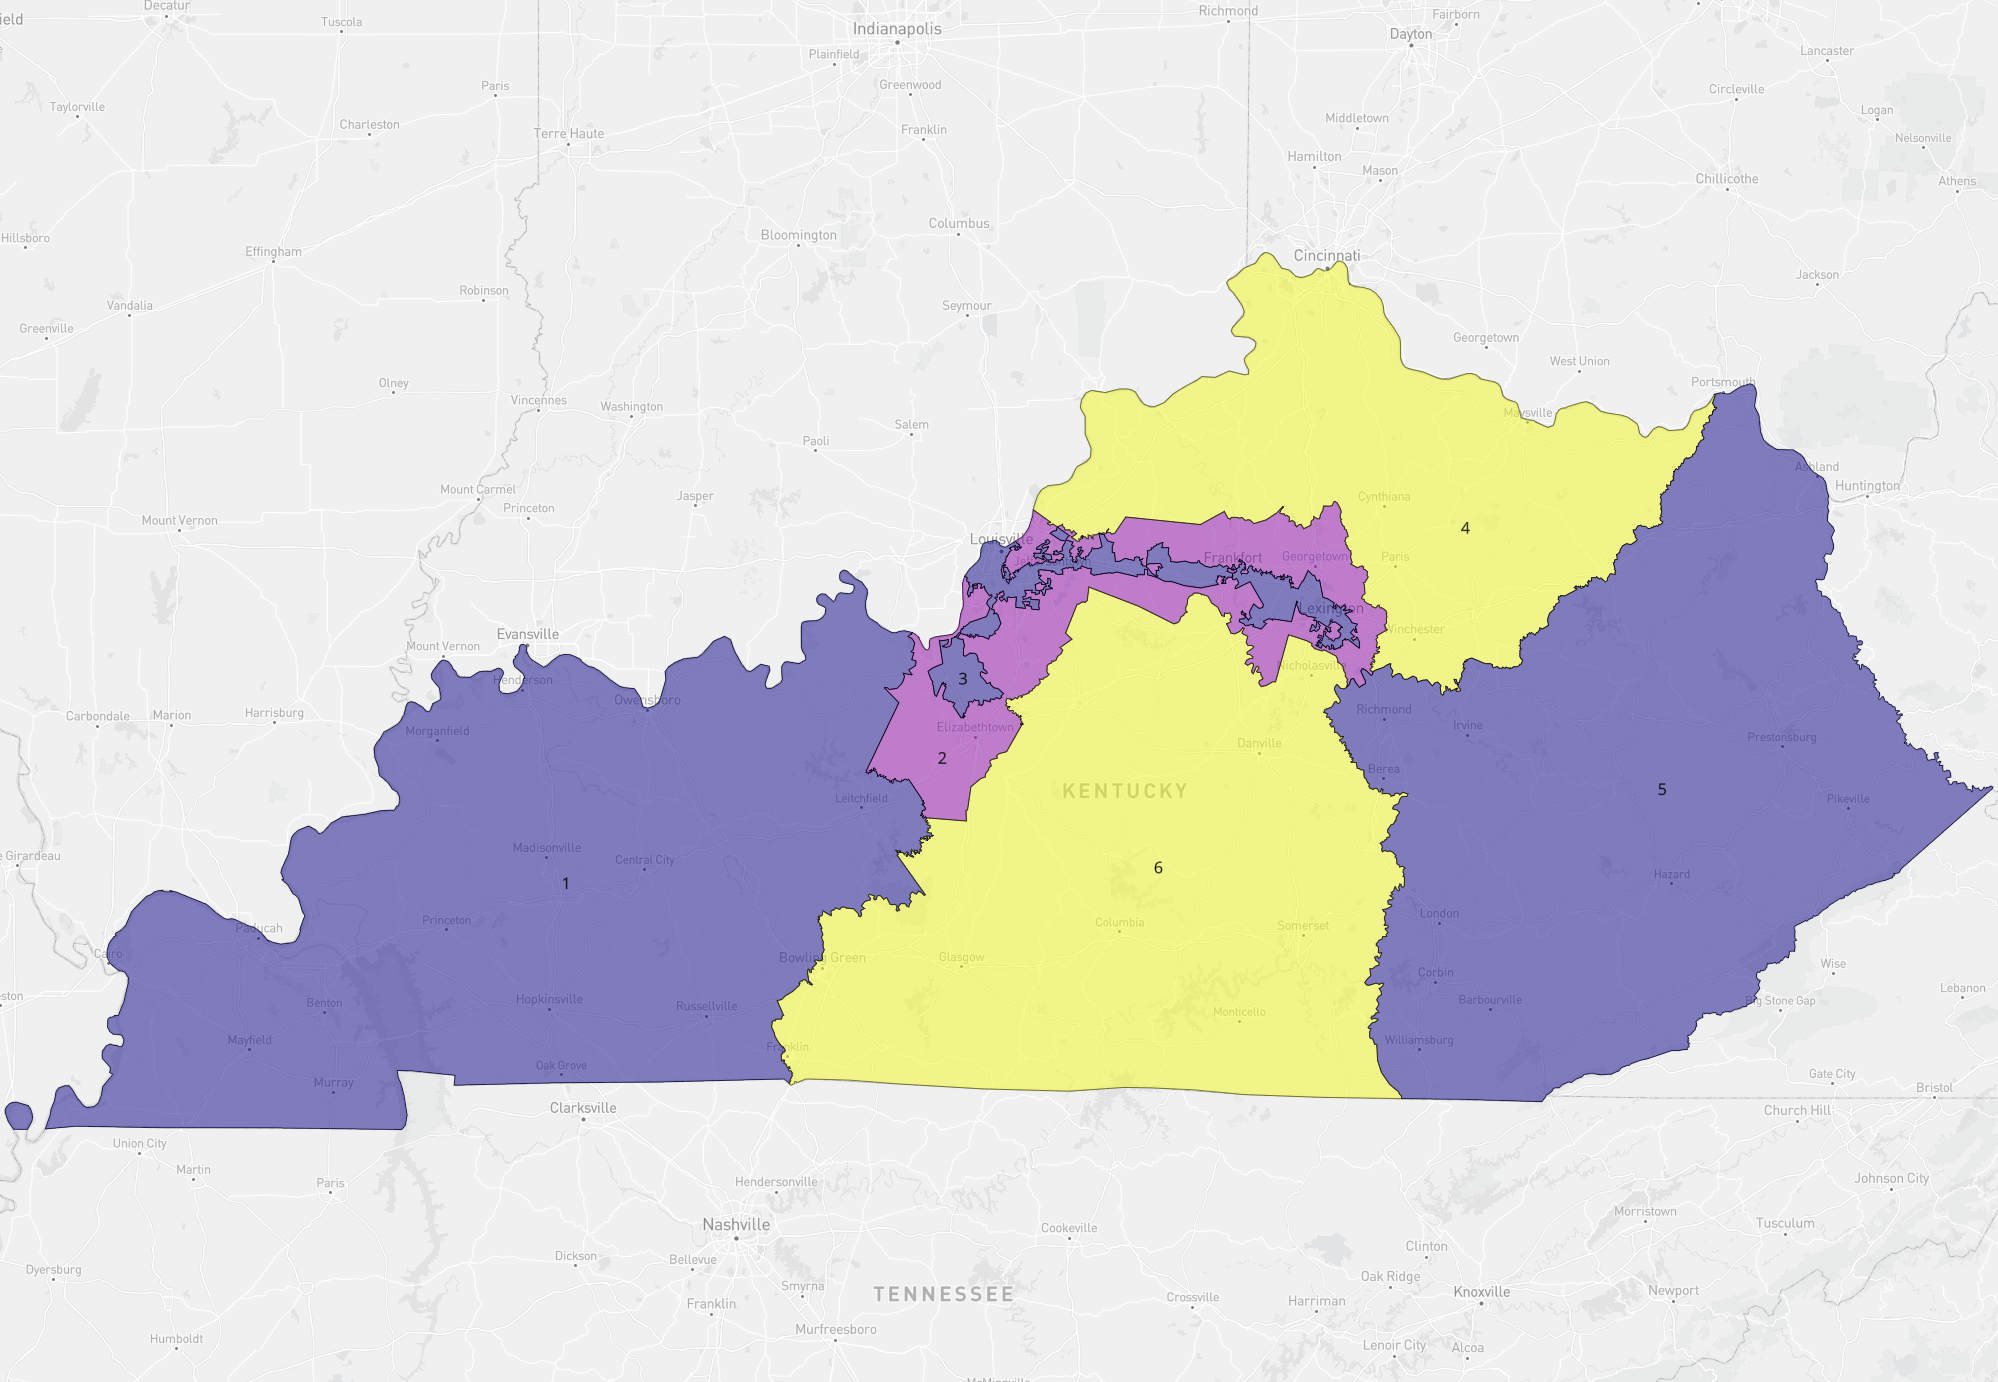 Decatur
Richmond
field
Tuscola
Indianapolis
Fairborn
Dayton
Plainfield
Lancaster
Paris
Greenwood
Circleville
Taylorville
Logan
Charleston
Middletown
Terre Haute
Franklin
Nelsonville
Hamilton
Mason
Chillicothe
Athens
Columbus
Hillsboro
Bloomington
Effingham
Cincinnati
Jackson
Robinson
Vandalia
Seymour
Greenville
Georgetown
West Union
Olney
Portsmouth
Vincennes
Washington
Maysville
Salem
Paoli
Ashland
Mount Carmel
Huntington
Jasper
Cynthiana
Princeton
Mount Vernon
4
Louisville
Frankfort
Georgetown
Paris
Lexington
Evansville
Winchester
Mount Vernon
Nicholasville
Henderson
3
Owensboro
Richmond
Carbondale
Marion
Harrisburg
Elizabethtown
Irvine
Morganfield
Danville
Prestonsburg
2
Berea
KENTUCKY
5
Leitchfield
Pikeville
Madisonville
e Girardeau
Central City
6
Hazard
1
London
Princeton
Columbia
Somerset
Paducah
Cairo
Bowling Green
Glasgow
Wise
Corbin
Lebanon
eston
Benton
Hopkinsville
Russellville
Barbourville
Big Stone Gap
Monticello
Mayfield
Franklin
Williamsburg
Oak Grove
Gate City
Murray
Bristol
Clarksville
Church Hill
Union City
Martin
Johnson City
Paris
Hendersonville
Morristown
Nashville
Cookeville
Tusculum
Dickson
Bellevue
Clinton
Dyersburg
Oak Ridge
Smyrna
TENNESSEE
Crossville
Knoxville
Newport
Franklin
Harriman
Murfreesboro
Humboldt
Lenoir City
Alcoa
McMinnville